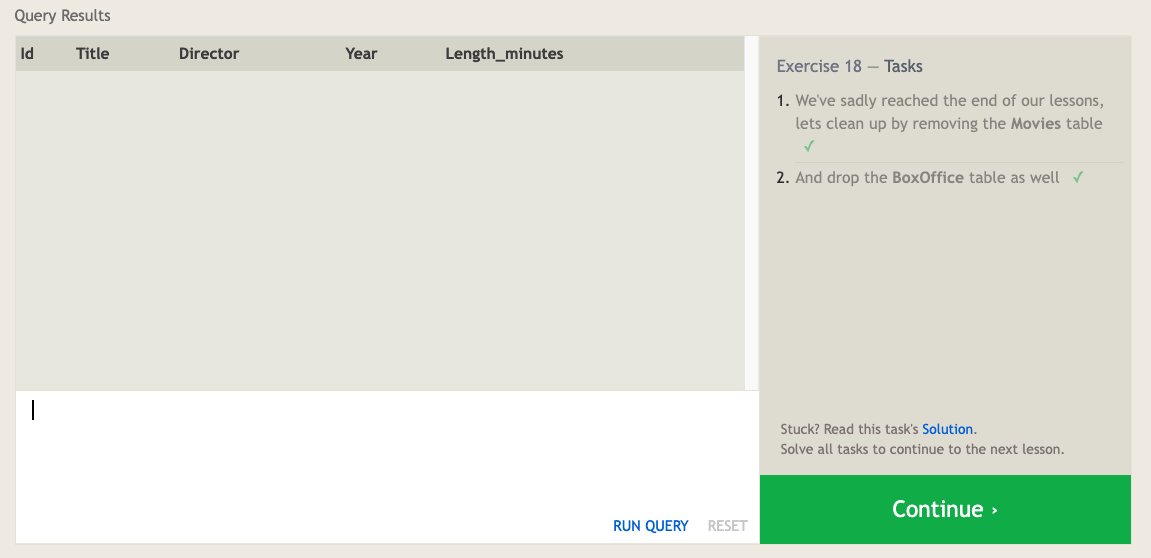 Query Results
Id Title Director Year Length_minutes
Exercise 18 — Tasks
1. We've sadly reached the end of our lessons,
lets clean up by removing the Movies table
✓
2. And drop the BoxOffice table as well ✓
Stuck? Read this task's Solution.
Solve all tasks to continue to the next lesson.
RUN QUERY RESET
Continue ›